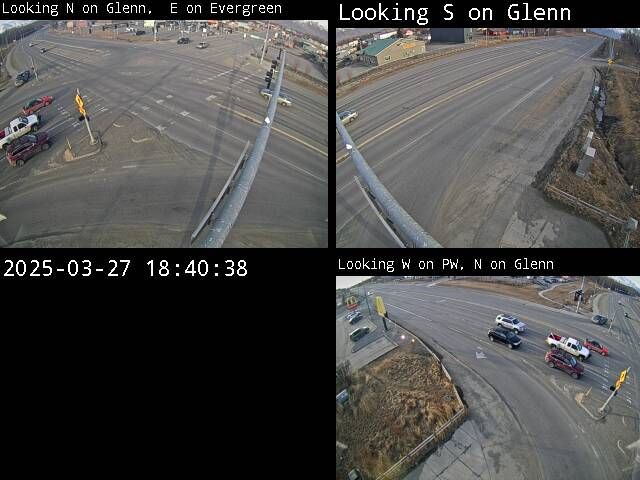 Looking N on Glenn,  E on Evergreen
Looking S on Glenn
2025-03-27 18:40:38
Looking W on PW, N on Glenn